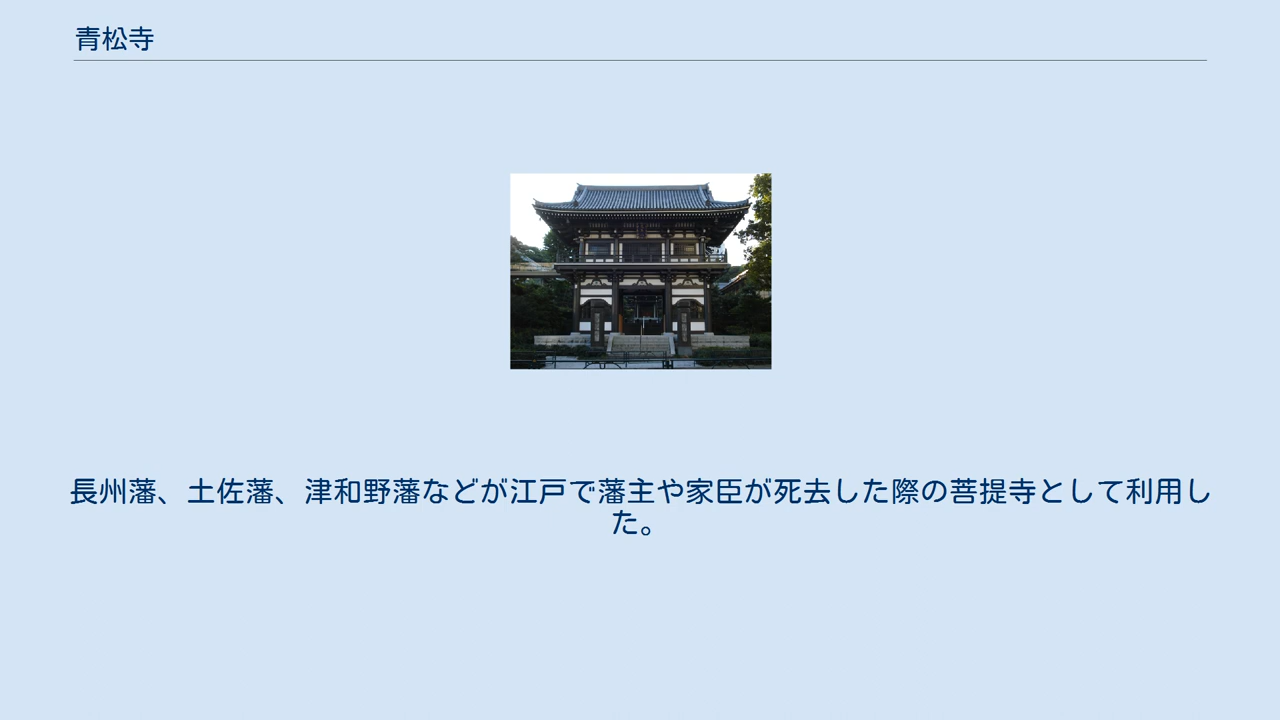 青松寺
長州藩、土佐藩、津和野藩などが江戸で藩主や家臣が死去した際の菩提寺として利用し
た。